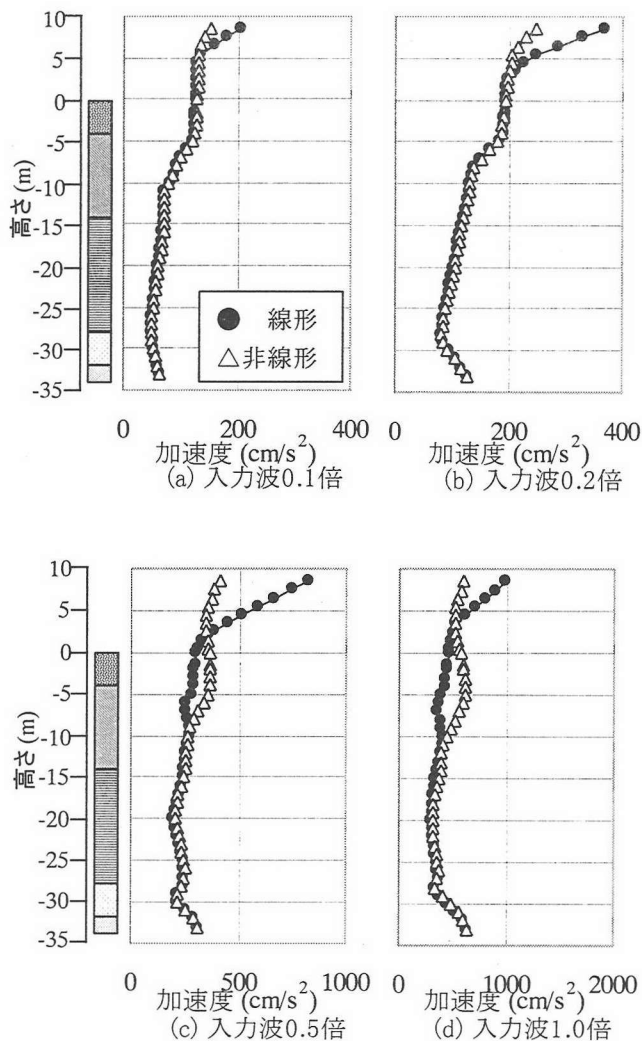 10
5
0
-5
-10
-15
-20
-25
-30
-35
高さ (m)
● 線形
△ 非線形
0 200 400
加速度 (cm/s²)
(a) 入力波0.1倍
0 200 400
加速度 (cm/s²)
(b) 入力波0.2倍
10
5
0
-5
-10
-15
-20
-25
-30
-35
高さ (m)
0 500 1000
加速度 (cm/s²)
(c) 入力波0.5倍
0 1000 2000
加速度 (cm/s²)
(d) 入力波1.0倍